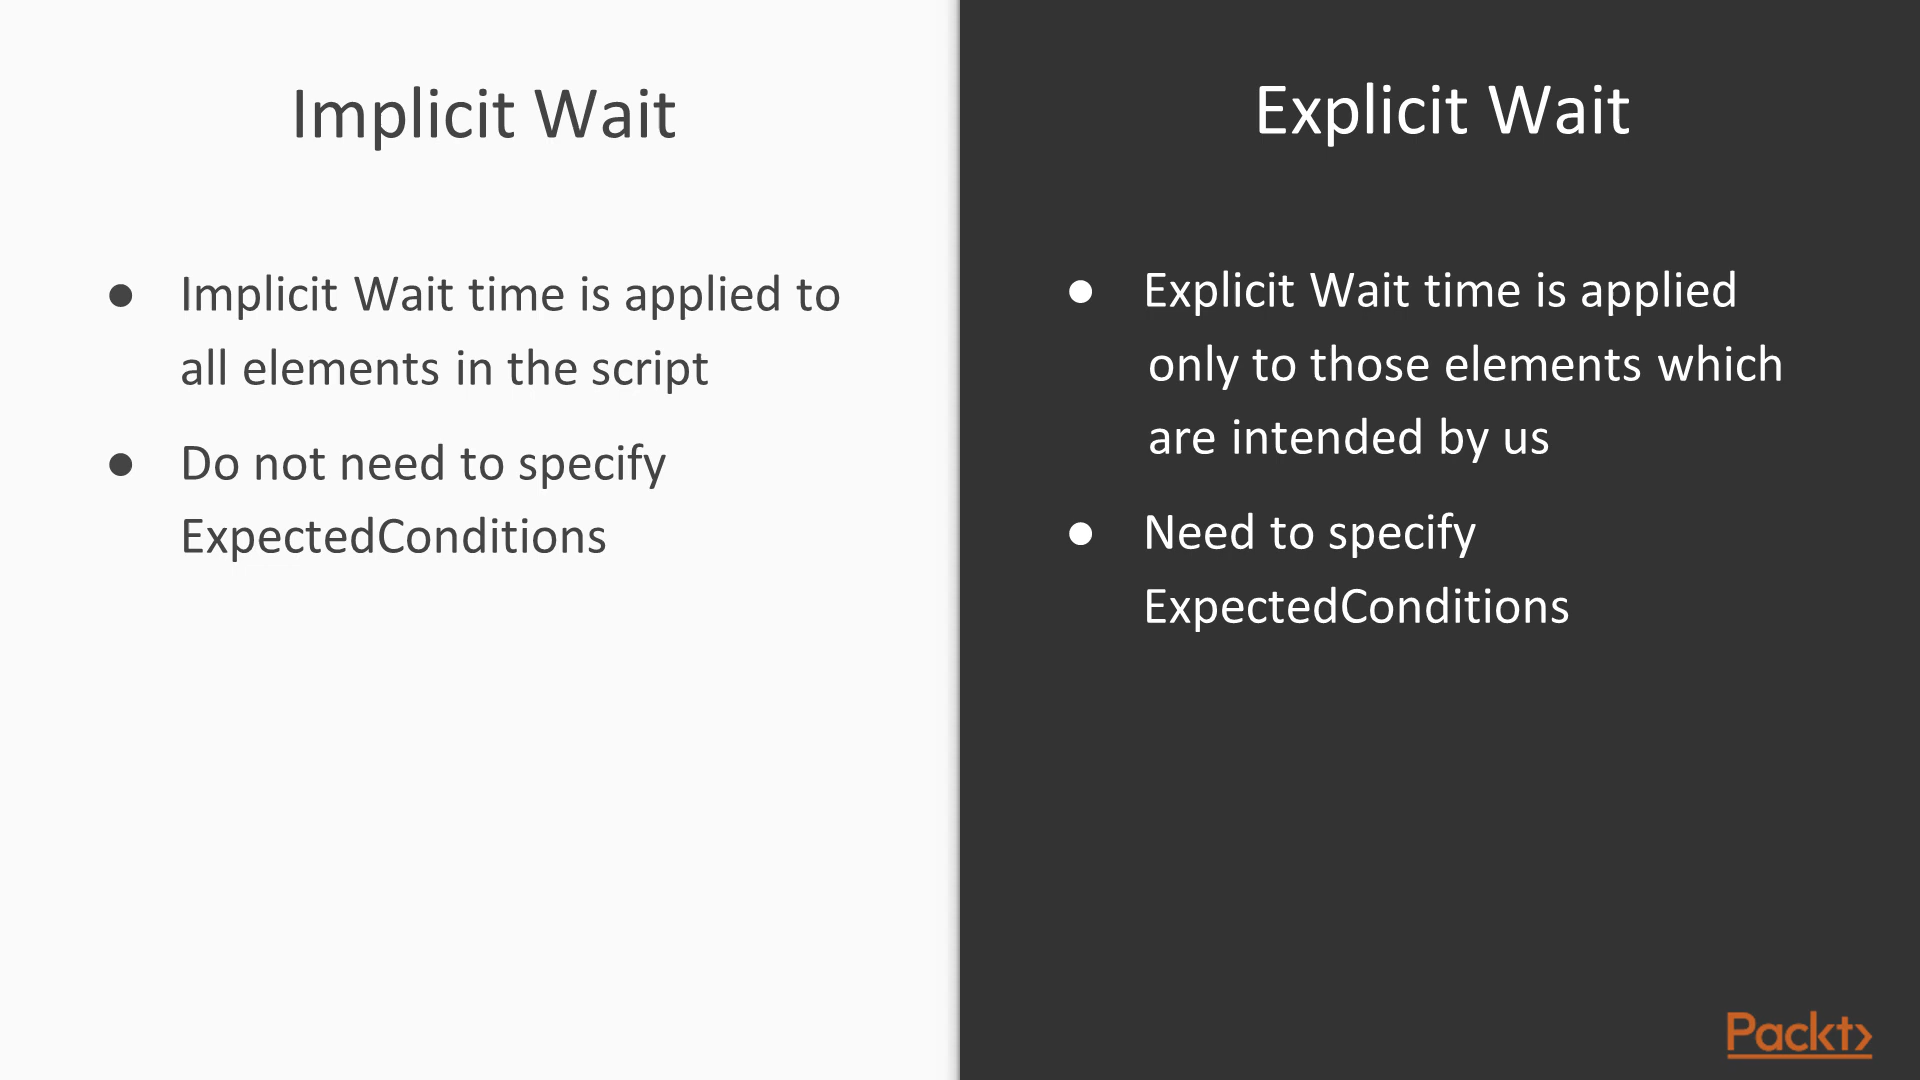 Implicit Wait
● Implicit Wait time is applied to
all elements in the script
● Do not need to specify
ExpectedConditions
Explicit Wait
● Explicit Wait time is applied
only to those elements which
are intended by us
● Need to specify
ExpectedConditions
Packt>